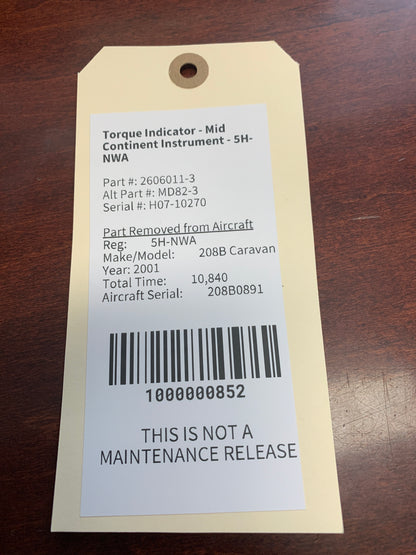 Torque Indicator - Mid
Continent Instrument - 5H-
NWA
Part #: 2606011-3
Alt Part #: MD82-3
Serial #: H07-10270
Part Removed from Aircraft
Reg: 5H-NWA
Make/Model: 208B Caravan
Year: 2001
Total Time: 10,840
Aircraft Serial: 208B0891
1000000852
THIS IS NOT A
MAINTENANCE RELEASE